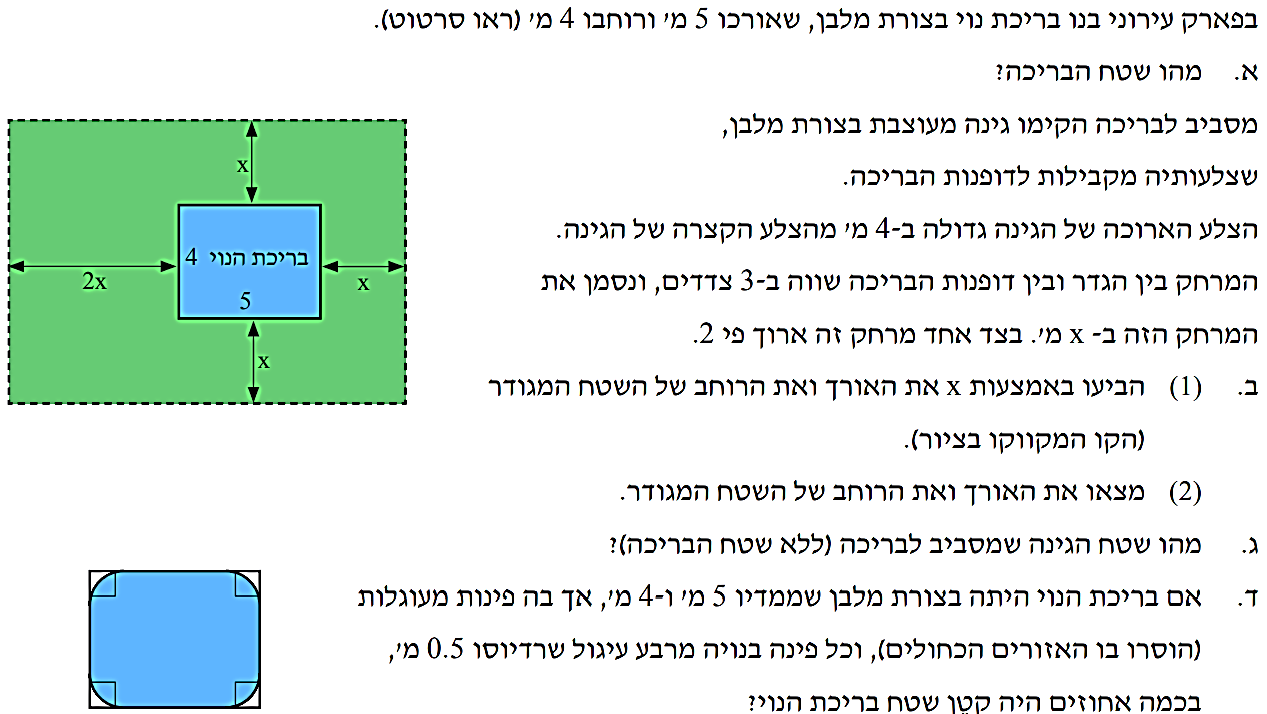 בפארק עירוני בנו בריכת נוי בצורת מלבן, שאורכו 5 מ' ורוחבו 4 מ' (ראו סרטוט).
א. מהו שטח הבריכה?
מסביב לבריכה הקימו גינה מעוצבת בצורת מלבן,
שצלעותיה מקבילות לדופנות הבריכה.
הצלע הארוכה של הגינה גדולה ב-4 מ' מהצלע הקצרה של הגינה.
המרחק בין הגדר ובין דופנות הבריכה שווה ב-3 צדדים, ונסמן את
המרחק הזה ב- x מ'. בצד אחד מרחק זה ארוך פי 2.
ב. (1) הביעו באמצעות x את האורך ואת הרוחב של השטח המגודר
(הקו המקווקו בציור).
(2) מצאו את האורך ואת הרוחב של השטח המגודר.
ג. מהו שטח הגינה שמסביב לבריכה (ללא שטח הבריכה)?
ד. אם בריכת הנוי היתה בצורת מלבן שממדיו 5 מ' ו-4 מ', אך בה פינות מעוגלות
(הוסרו בו האזורים הכחולים), וכל פינה בנויה מרבע עיגול שרדיוסו 0.5 מ',
בכמה אחוזים היה קטֵן שטח בריכת הנוי?
x
4 בריכת הנוי
2x
x
5
x